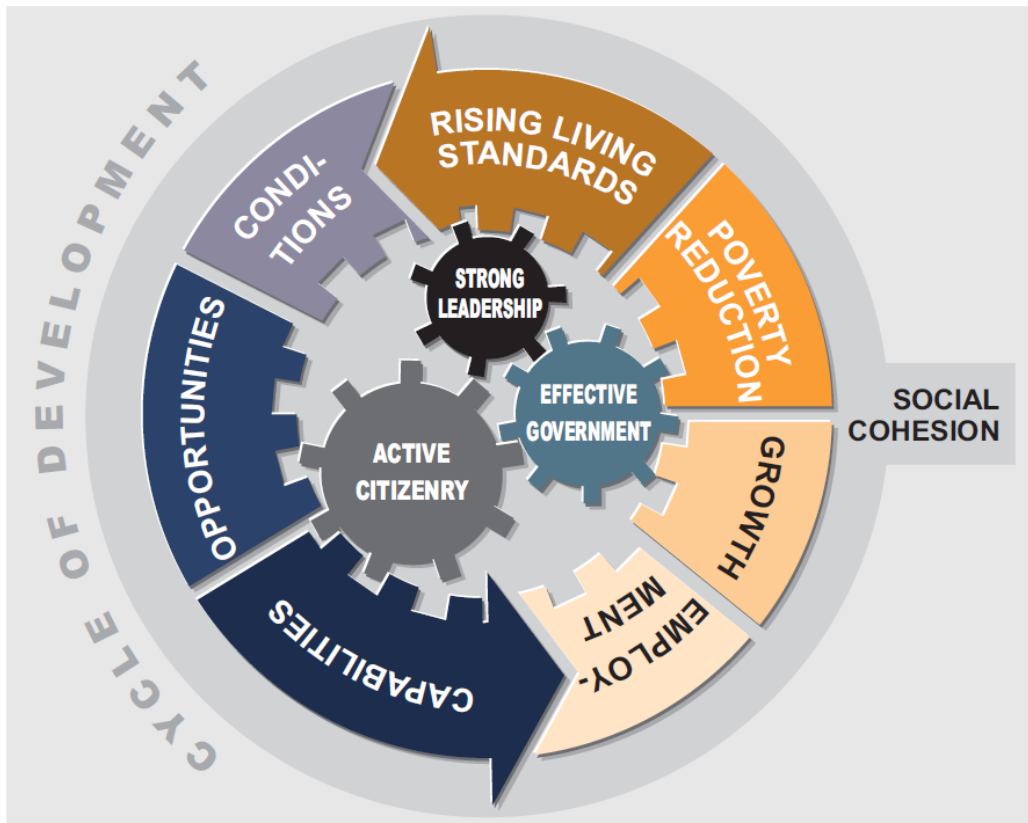 CYCLE OF DEVELOPMENT
RISING LIVING
STANDARDS
POVERTY
REDUCTION
GROWTH
EMPLOY-
MENT
CAPABILITIES
OPPORTUNITIES
CONDI-
TIONS
STRONG
LEADERSHIP
EFFECTIVE
GOVERNMENT
ACTIVE
CITIZENRY
SOCIAL
COHESION